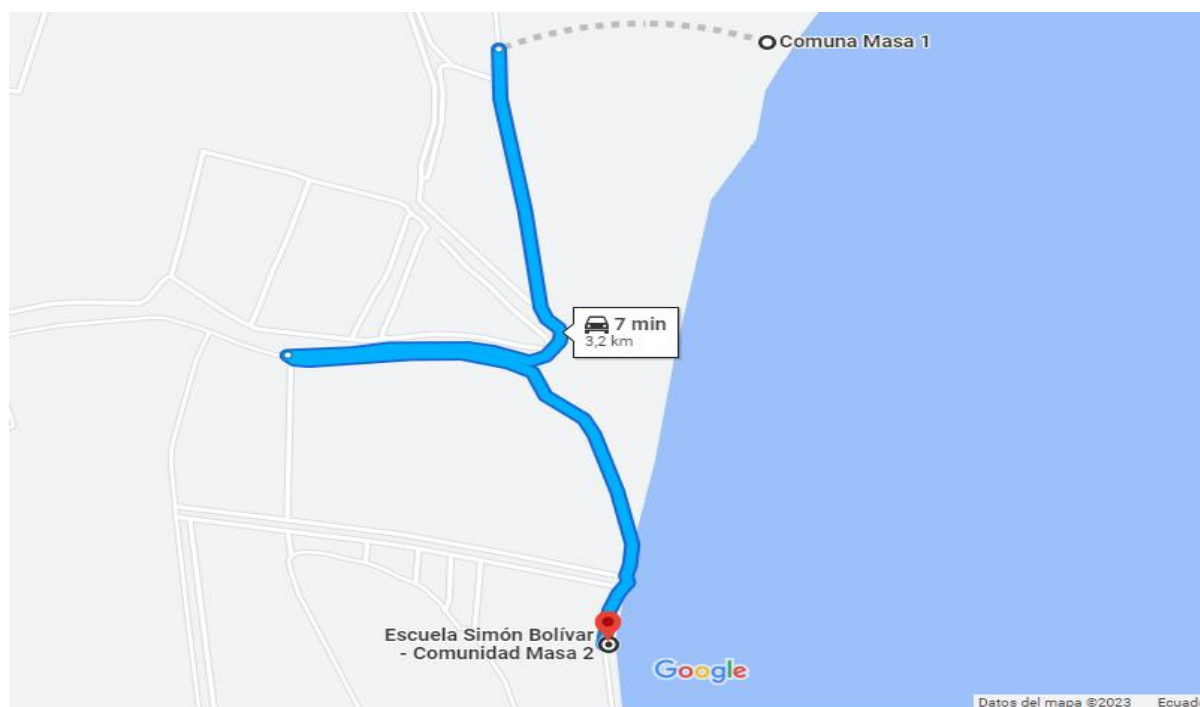 Comuna Masa 1
7 min
3,2 km
Escuela Simón Bolívar
- Comunidad Masa 2
Google
Datos del mapa ©2023 Ecuad